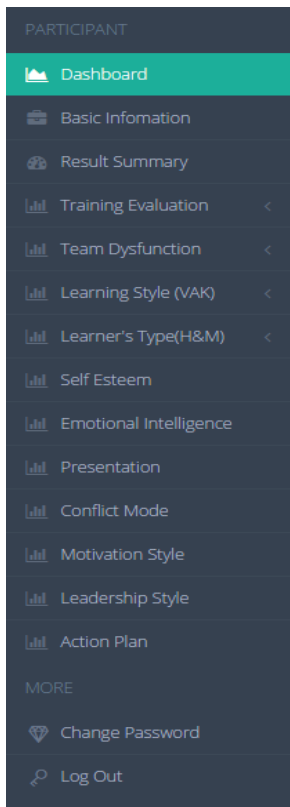 PARTICIPANT
Dashboard
Basic Infomation
Result Summary
Training Evaluation
Team Dysfunction
Learning Style (VAK)
Learner's Type(H&M)
Self Esteem
Emotional Intelligence
Presentation
Conflict Mode
Motivation Style
Leadership Style
Action Plan
MORE
Change Password
Log Out